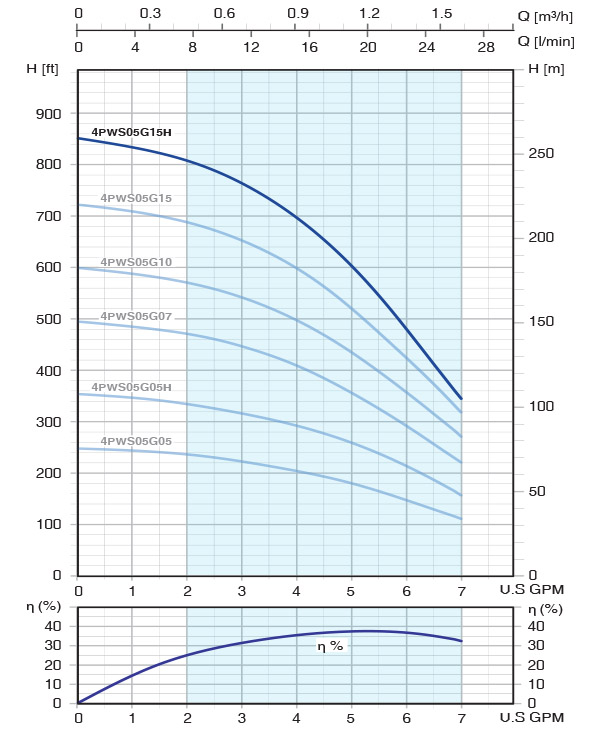 0 0.3 0.6 0.9 1.2 1.5 Q [m³/h]
0 4 8 12 16 20 24 28 Q [l/min]
H [ft] H [m]
900
4PWS05G15H
800 250
4PWS05G15
700
200
600 4PWS05G10
500 4PWS05G07 150
400
4PWS05G05H 100
300
4PWS05G05
200
50
100
0 0
0 1 2 3 4 5 6 7 U.S GPM
η (%) η (%)
40 40
30 η % 30
20 20
10 10
0 0
0 1 2 3 4 5 6 7 U.S GPM